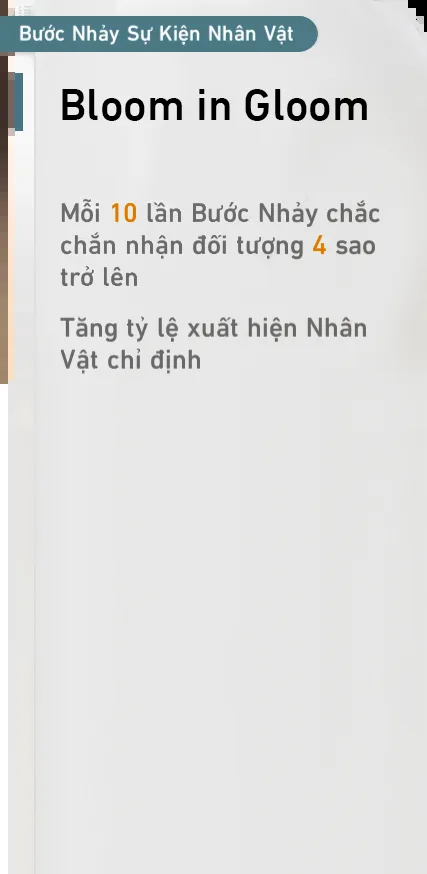 Bước Nhảy Sự Kiện Nhân Vật
Bloom in Gloom
Mỗi 10 lần Bước Nhảy chắc
chắn nhận đối tượng 4 sao
trở lên
Tăng tỷ lệ xuất hiện Nhân
Vật chỉ định